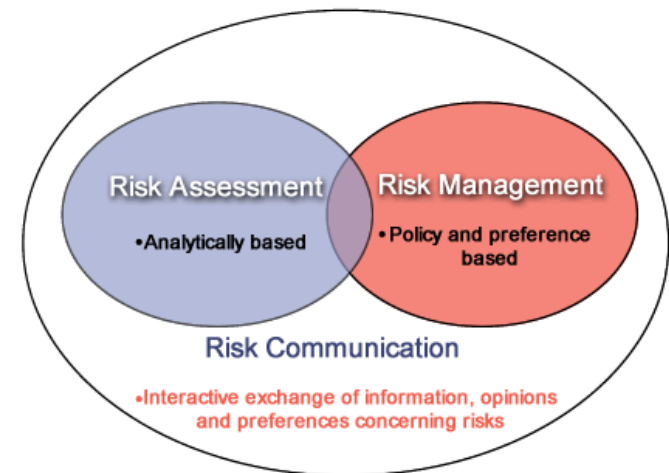 Risk Assessment
•Analytically based
Risk Management
•Policy and preference
based
Risk Communication
•Interactive exchange of information, opinions
and preferences concerning risks